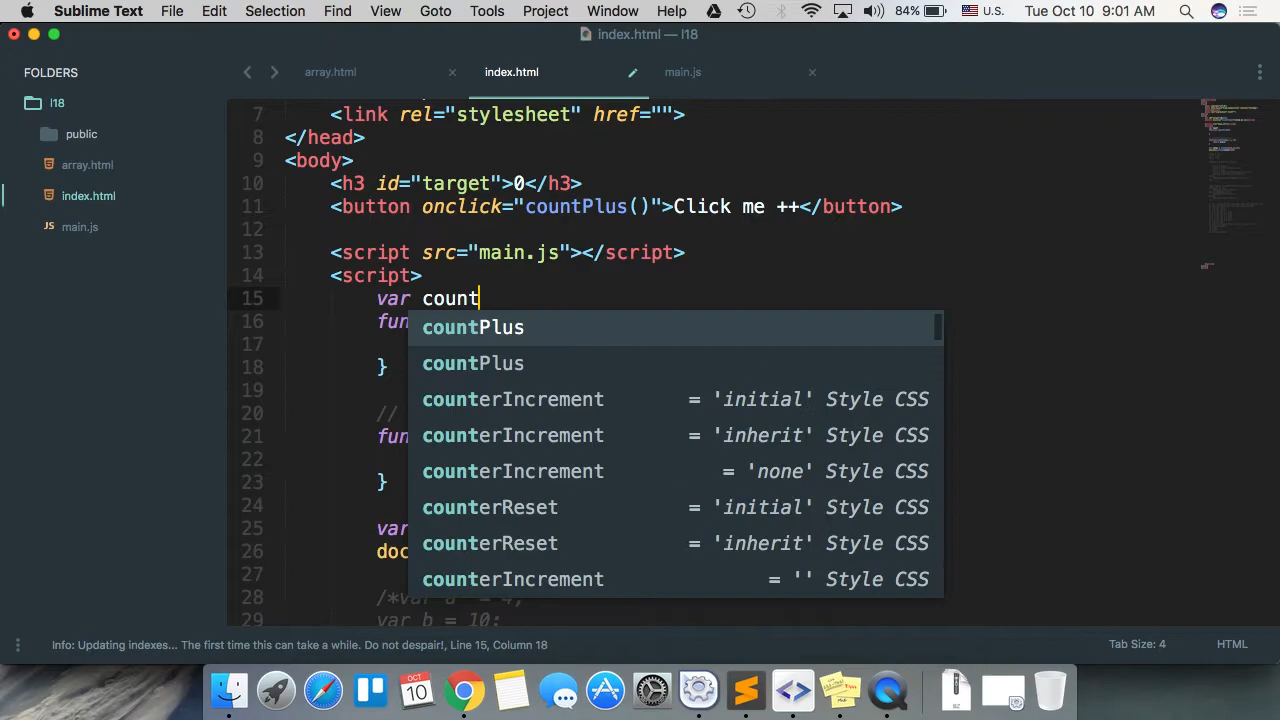 Sublime Text File Edit Selection Find View Goto Tools Project Window Help 84% U.S. Tue Oct 10 9:01 AM
index.html — l18
FOLDERS
l18
public
array.html
index.html
main.js
array.html index.html main.js
7 <link rel="stylesheet" href="">
8 </head>
9 <body>
10 <h3 id="target">0</h3>
11 <button onclick="countPlus()">Click me ++</button>
12
13 <script src="main.js"></script>
14 <script>
15 var count
16 fun
17
18 }
19
20 //
21 fun
22
23 }
24
25 var
26 doc
27
28 /*var a = 4;
29 var b = 10;
countPlus
countPlus
counterIncrement = 'initial' Style CSS
counterIncrement = 'inherit' Style CSS
counterIncrement = 'none' Style CSS
counterReset = 'initial' Style CSS
counterReset = 'inherit' Style CSS
counterIncrement = '' Style CSS
Info: Updating indexes... The first time this can take a while. Do not despair!, Line 15, Column 18 Tab Size: 4 HTML
OCT
10